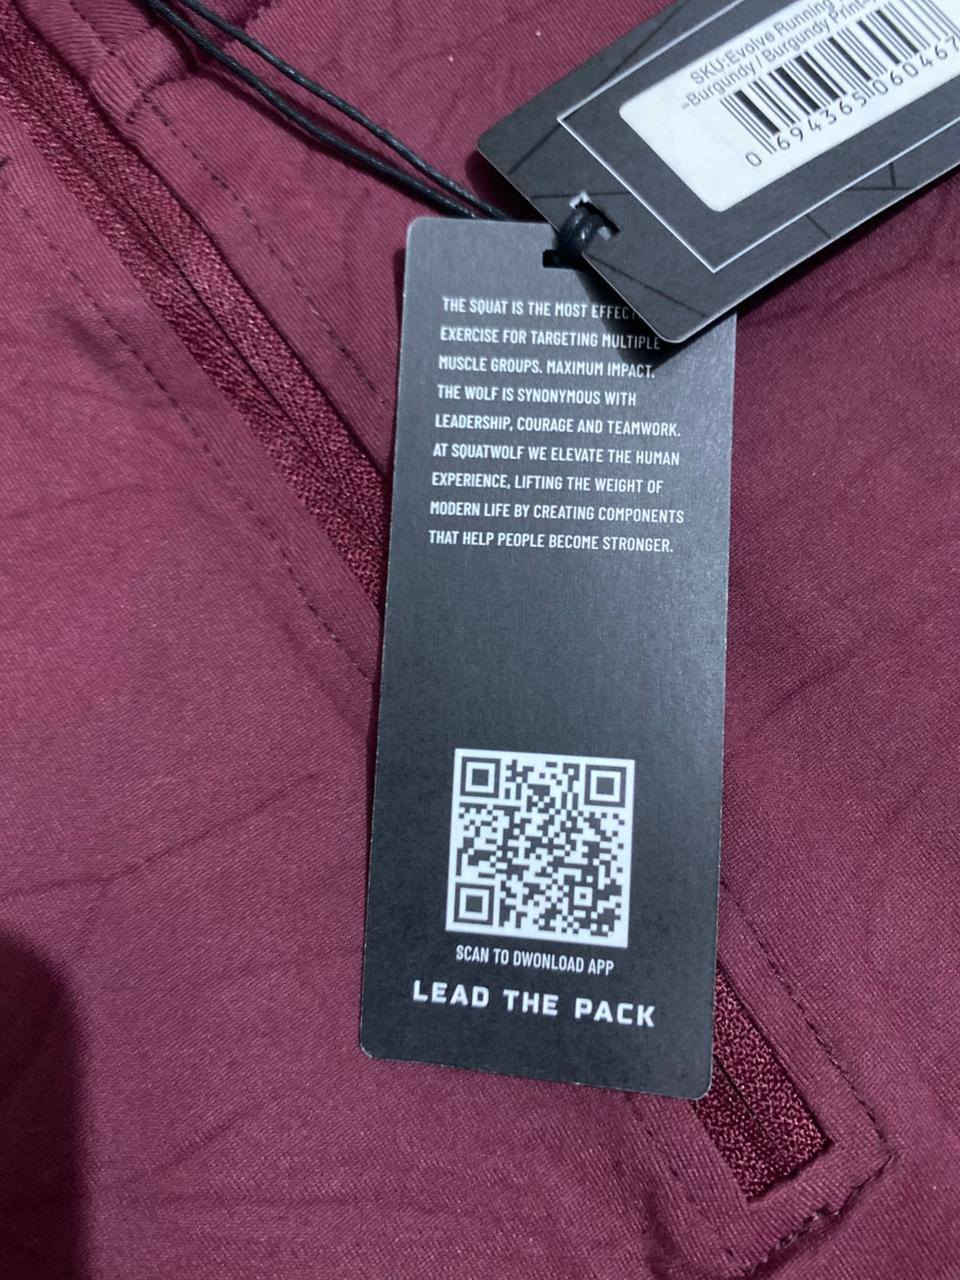 SKU:Evolve Running
-Burgundy/ Burgundy Print-
0 694365 060467
THE SQUAT IS THE MOST
EXERCISE FOR TARGETING MULTIPLE
MUSCLE GROUPS. MAXIMUM IMPACT.
THE WOLF IS SYNONYMOUS WITH
LEADERSHIP, COURAGE AND TEAMWORK.
AT SQUATWOLF WE ELEVATE THE HUMAN
EXPERIENCE, LIFTING THE WEIGHT OF
MODERN LIFE BY CREATING COMPONENTS
THAT HELP PEOPLE BECOME STRONGER.
SCAN TO DWONLOAD APP
LEAD THE PACK